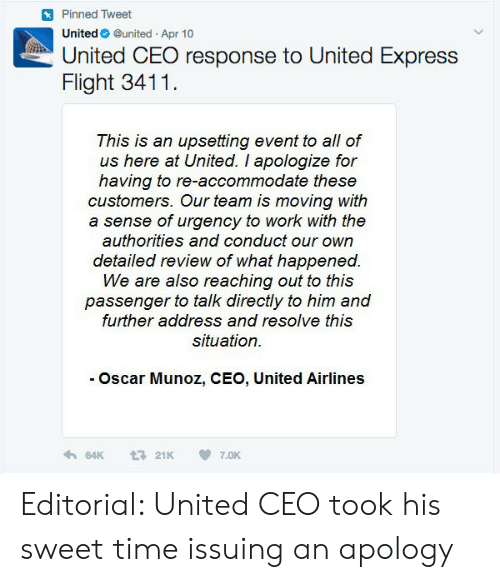 Pinned Tweet
United @united · Apr 10
United CEO response to United Express
Flight 3411.
This is an upsetting event to all of
us here at United. I apologize for
having to re-accommodate these
customers. Our team is moving with
a sense of urgency to work with the
authorities and conduct our own
detailed review of what happened.
We are also reaching out to this
passenger to talk directly to him and
further address and resolve this
situation.
- Oscar Munoz, CEO, United Airlines
64K 21K 7.0K
Editorial: United CEO took his
sweet time issuing an apology